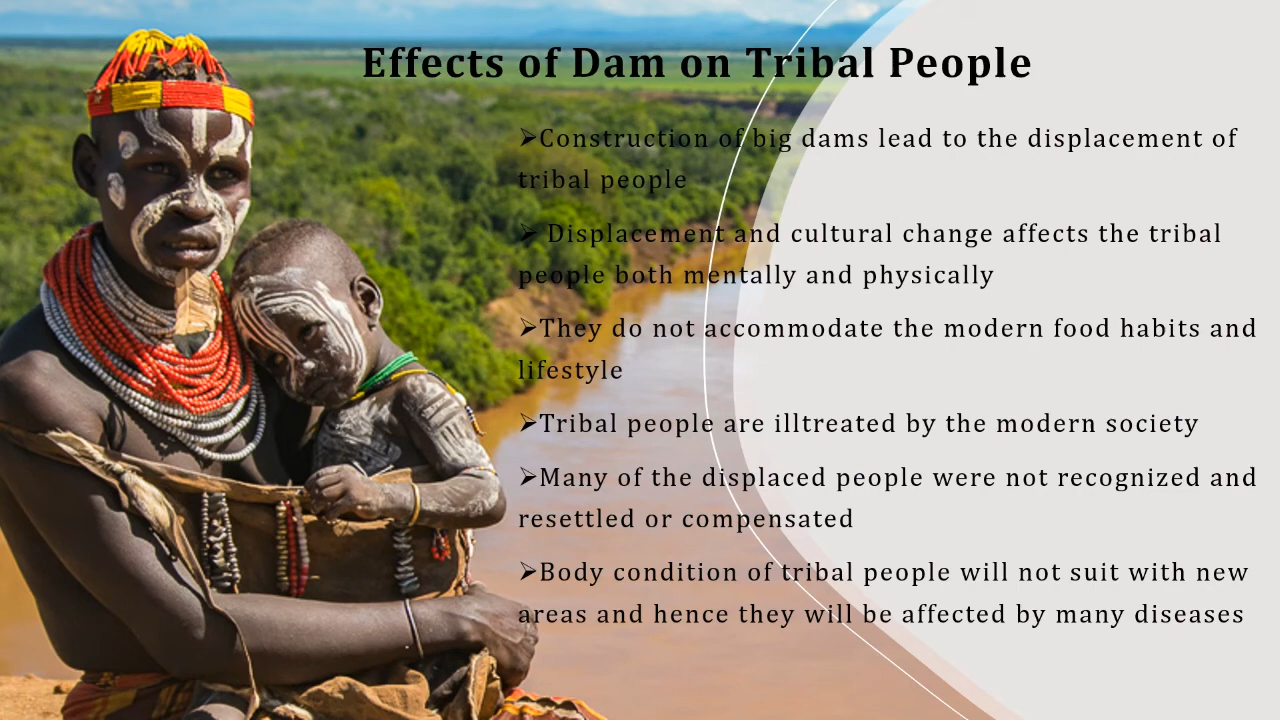 Effects of Dam on Tribal People
➢Construction of big dams lead to the displacement of
tribal people
➢ Displacement and cultural change affects the tribal
people both mentally and physically
➢They do not accommodate the modern food habits and
lifestyle
➢Tribal people are illtreated by the modern society
➢Many of the displaced people were not recognized and
resettled or compensated
➢Body condition of tribal people will not suit with new
areas and hence they will be affected by many diseases